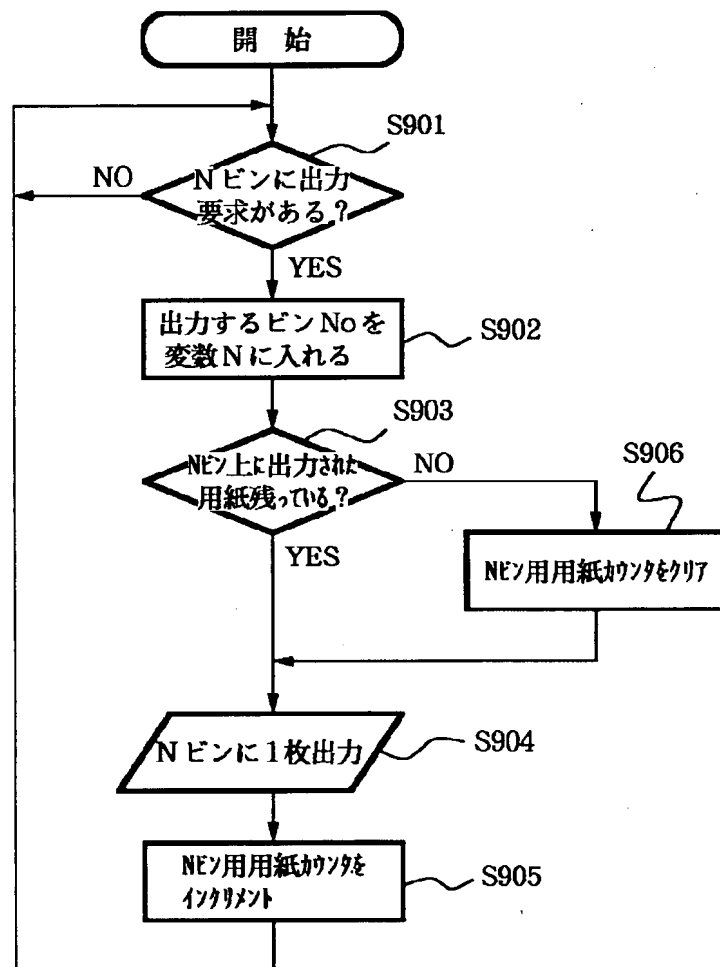 開 始
S901
NO
Nビンに出力
要求がある?
YES
出力するビンNoを
変数Nに入れる
S902
S903
Nビン上に出力された
用紙残っている?
NO
S906
YES
Nビン用用紙カウンタをクリア
Nビンに1枚出力
S904
Nビン用用紙カウンタを
インクリメント
S905